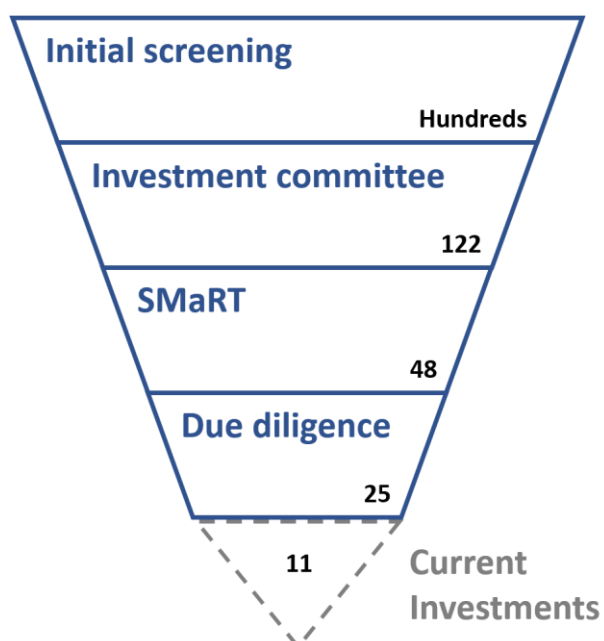 Initial screening
Hundreds
Investment committee
122
SMaRT
48
Due diligence
25
11
Current
Investments